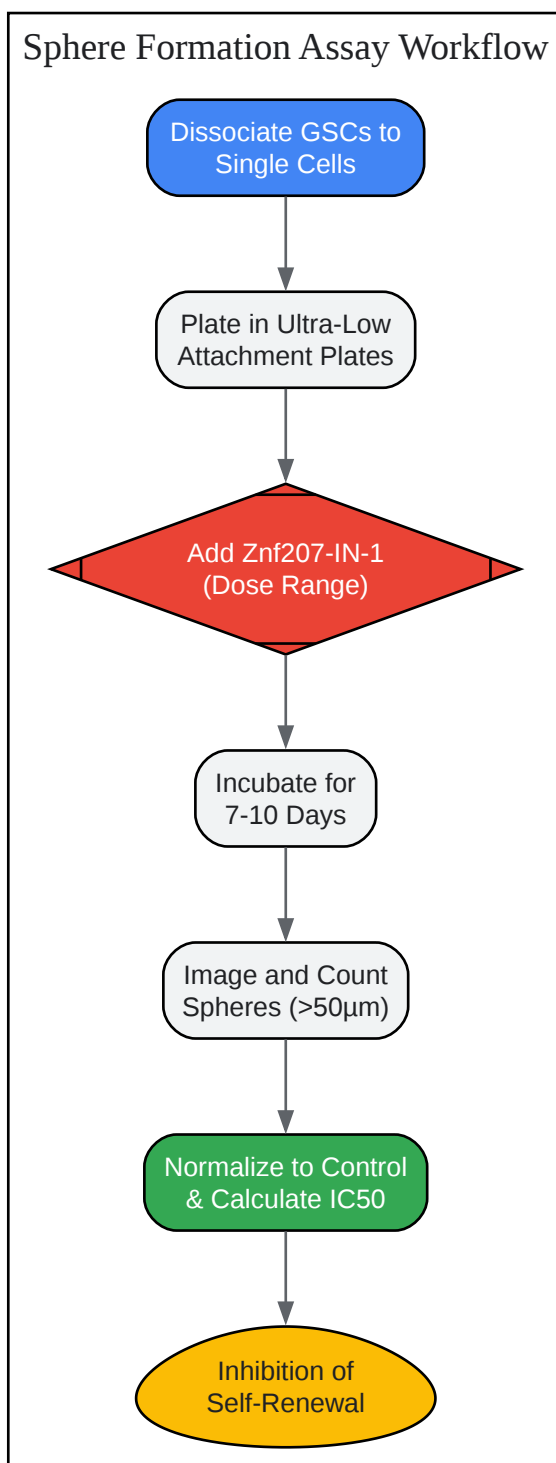 Sphere Formation Assay Workflow
Dissociate GSCs to
Single Cells
Plate in Ultra-Low
Attachment Plates
Add Znf207-IN-1
(Dose Range)
Incubate for
7-10 Days
Image and Count
Spheres (>50µm)
Normalize to Control
& Calculate IC50
Inhibition of
Self-Renewal